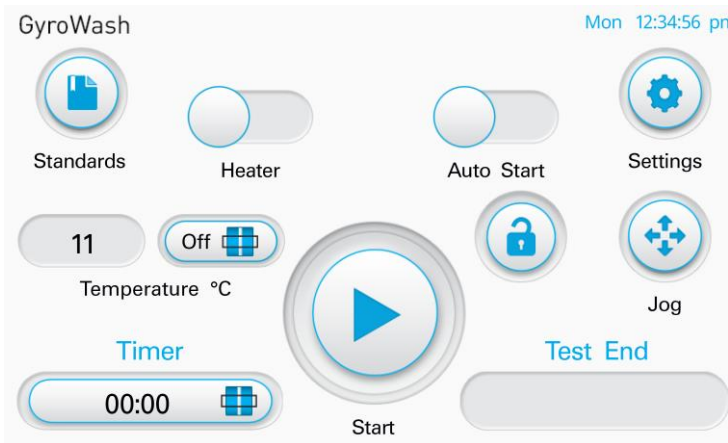 GyroWash
Mon 12:34:56 pm
Standards
Heater
Auto Start
Settings
11
Off
Temperature °C
Jog
Timer
Test End
00:00
Start